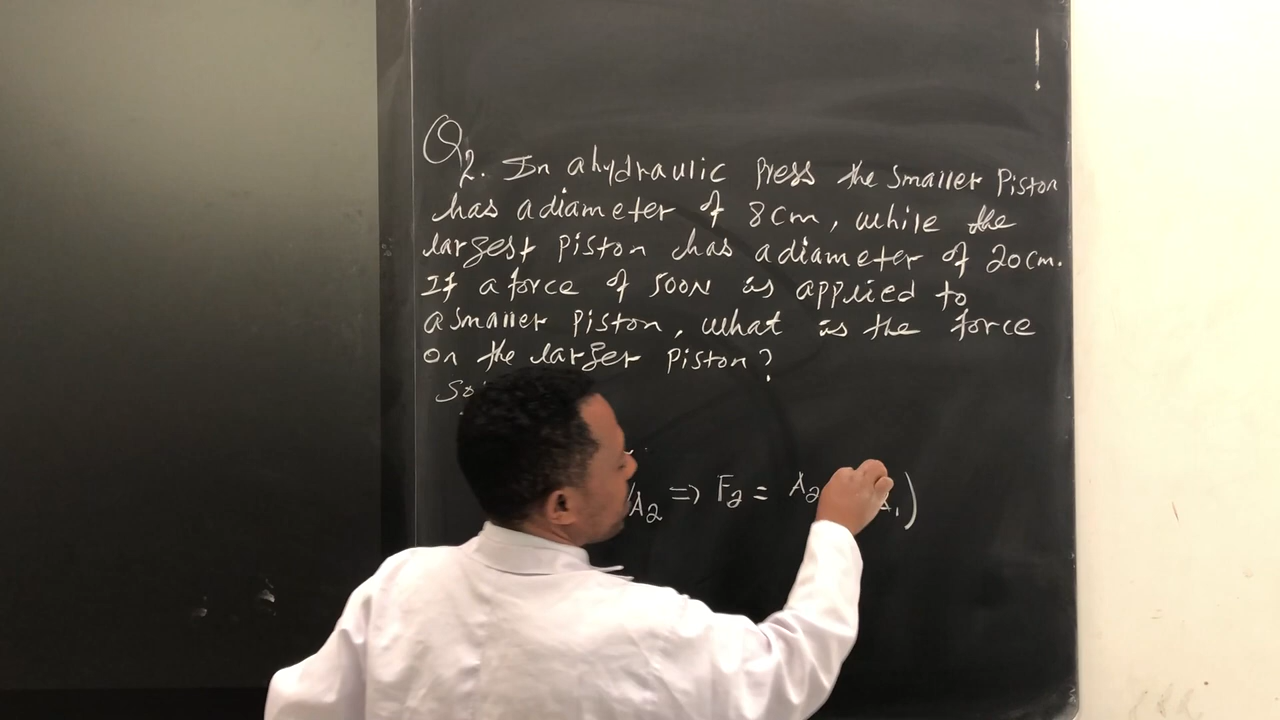 Q2. In a hydraulic press the smaller piston
has a diameter of 8cm, while the
largest piston has a diameter of 20cm.
If a force of 500N is applied to
a smaller piston, what is the force
on the larger piston?
/A2 => F2 = A2 A1)